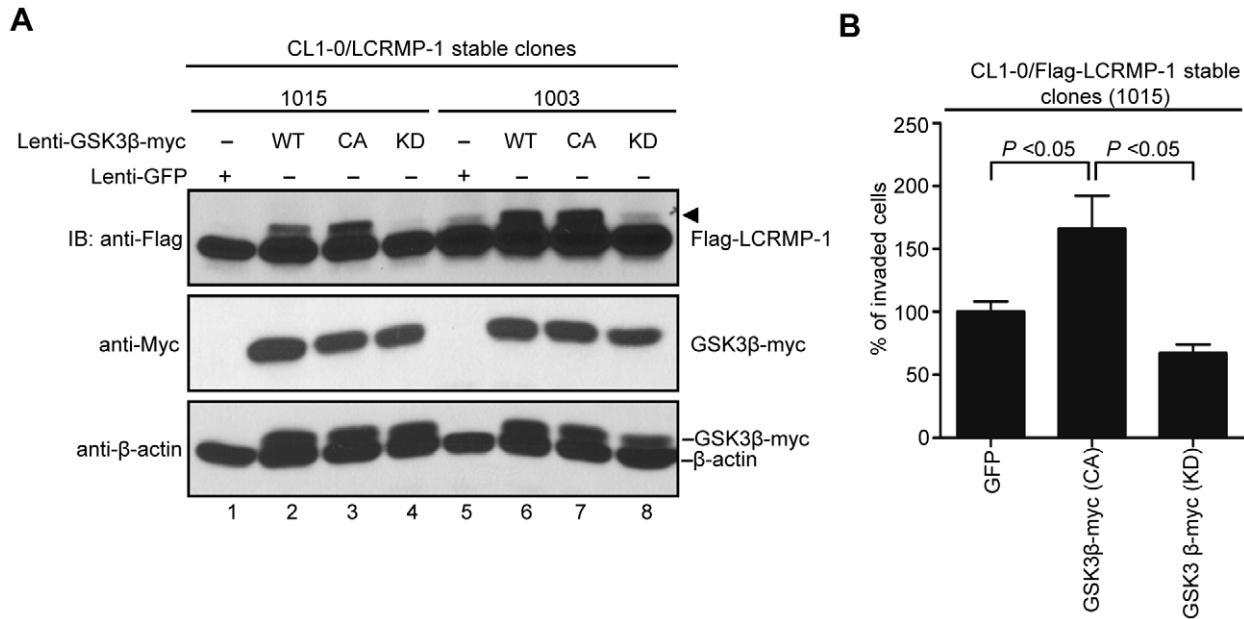 A
CL1-0/LCRMP-1 stable clones
1015 1003
Lenti-GSK3β-myc – WT CA KD – WT CA KD
Lenti-GFP + – – – + – – –
IB: anti-Flag Flag-LCRMP-1
anti-Myc GSK3β-myc
anti-β-actin –GSK3β-myc
–β-actin
1 2 3 4 5 6 7 8
B
CL1-0/Flag-LCRMP-1 stable
clones (1015)
% of invaded cells
250
200
150
100
50
0
P <0.05 P <0.05
GFP
GSK3β-myc (CA)
GSK3 β-myc (KD)